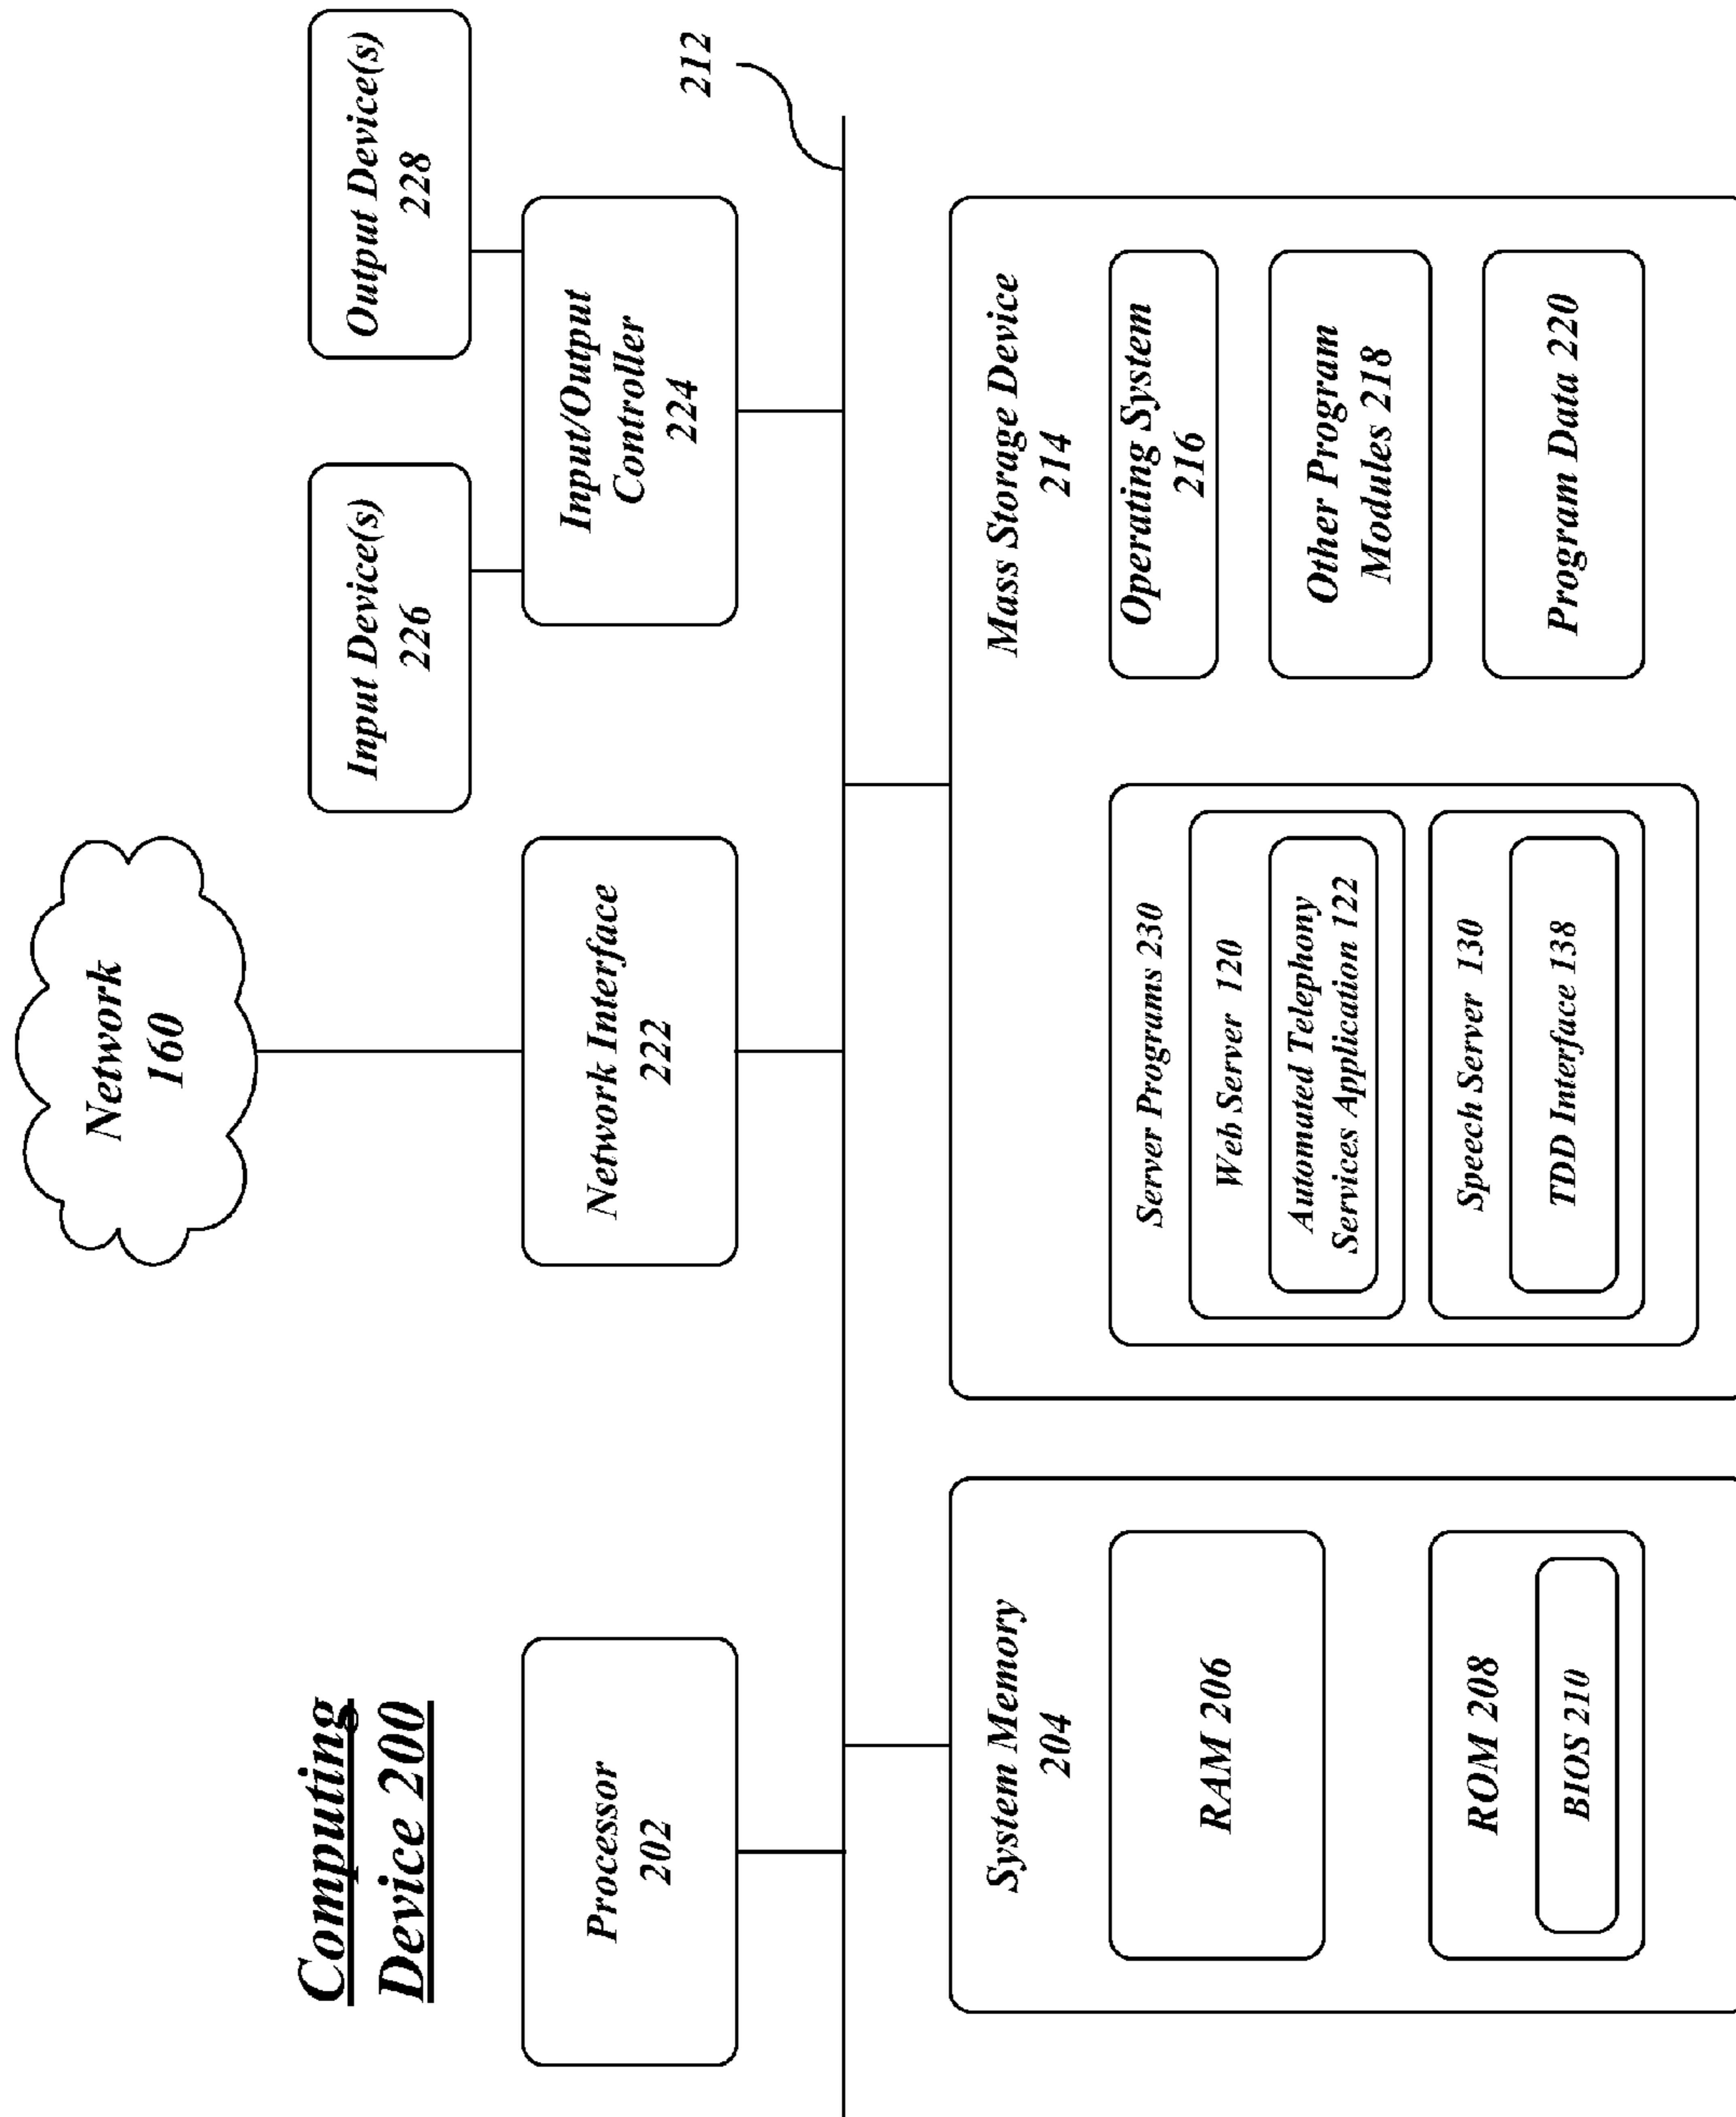 Computing
Device 200
Network
160
Processor
202
Network Interface
222
Input Device(s)
226
Output Device(s)
228
Input/Output
Controller
224
212
System Memory
204
RAM 206
ROM 208
BIOS 210
Mass Storage Device
214
Server Programs 230
Web Server 120
Automated Telephony
Services Application 122
Speech Server 130
TDD Interface 138
Operating System
216
Other Program
Modules 218
Program Data 220